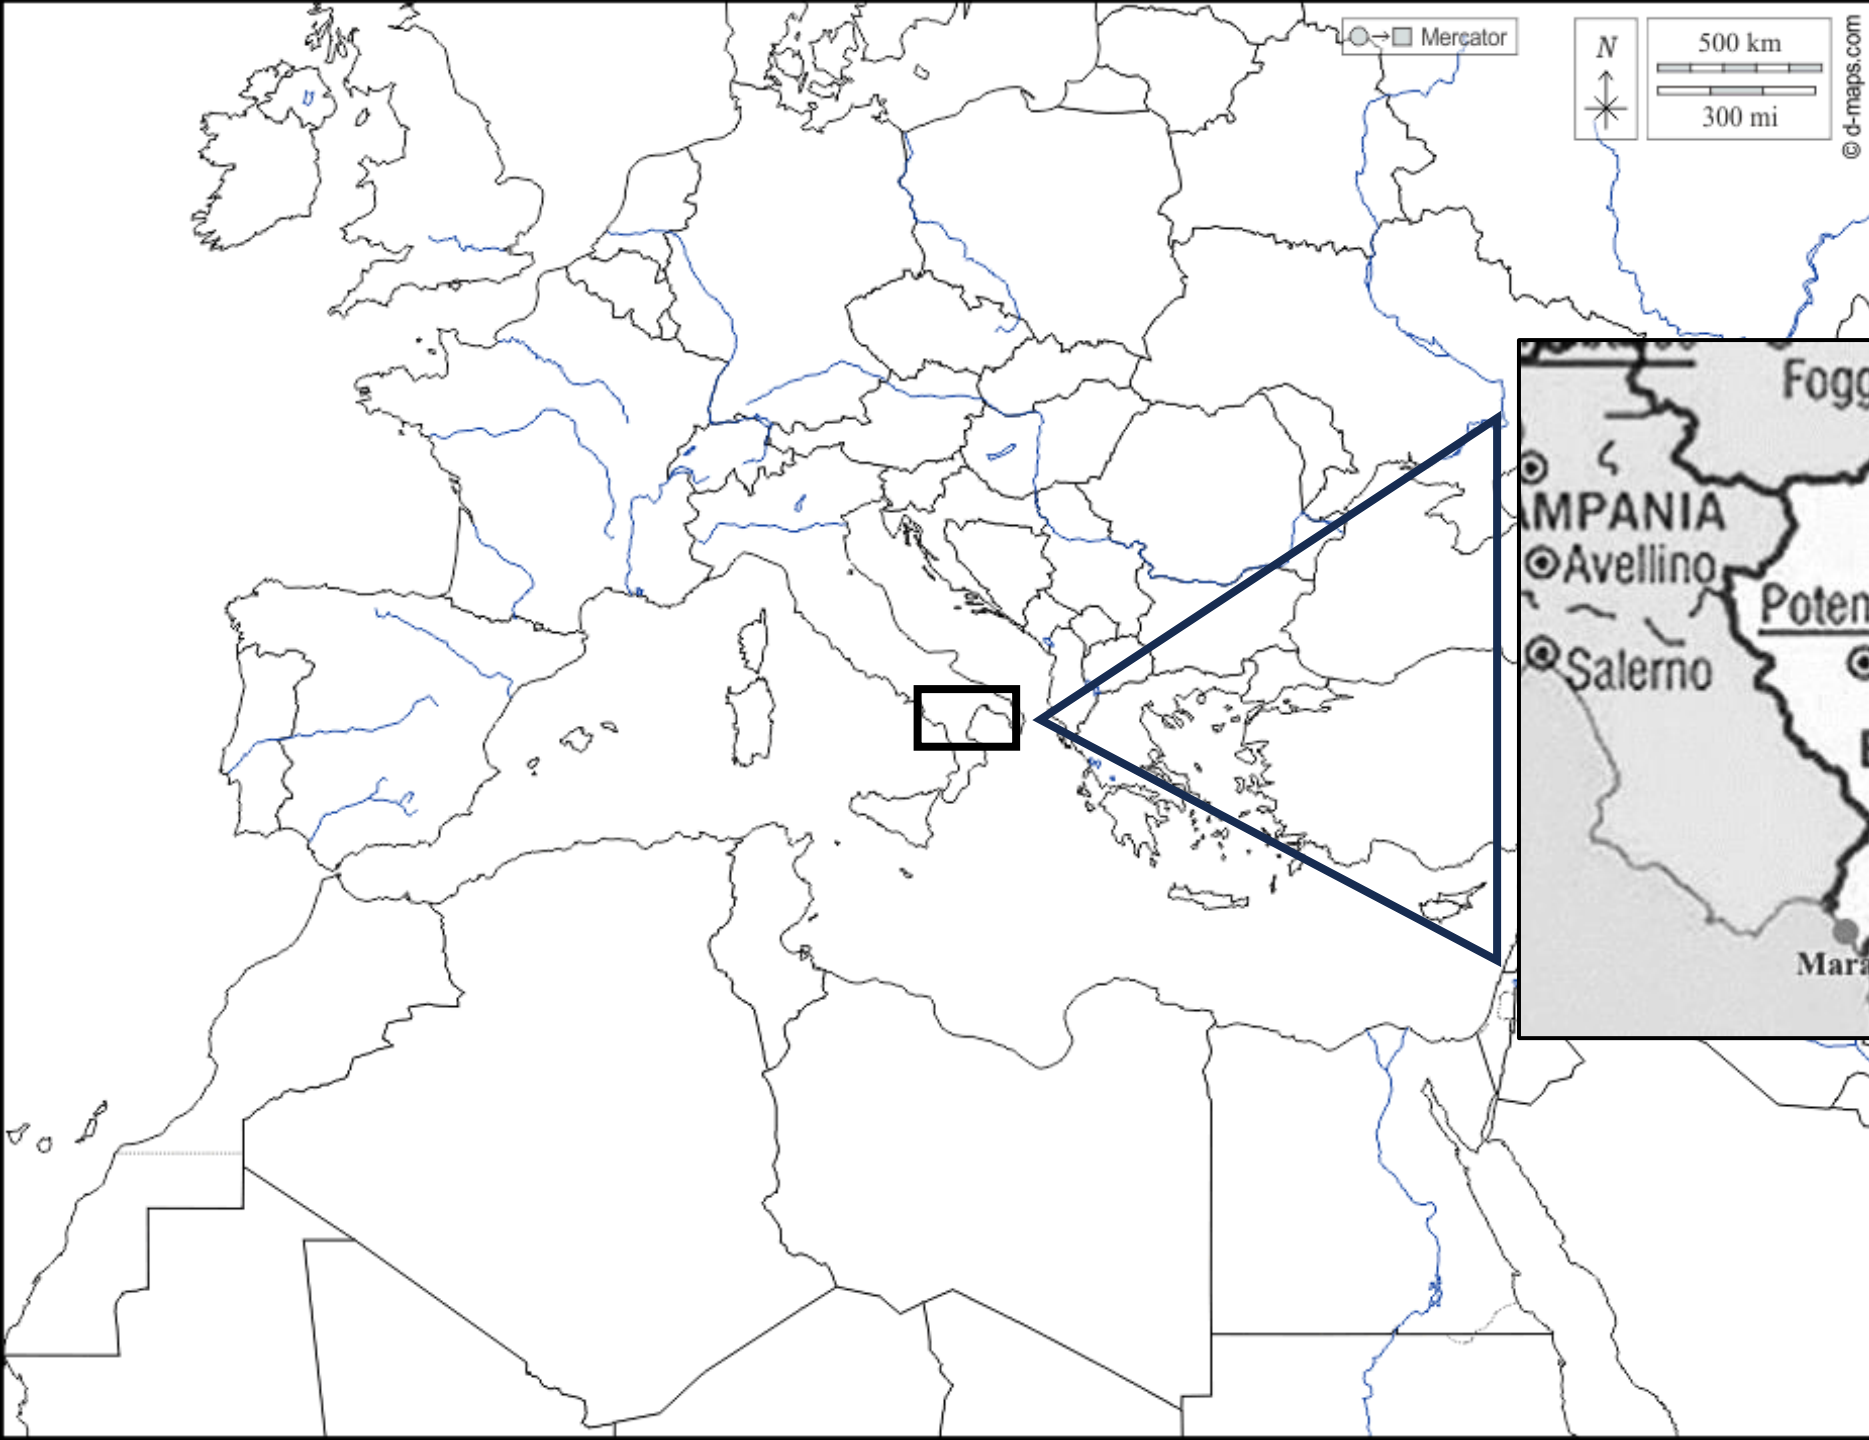 Mercator
N
500 km
300 mi
© d-maps.com
Fogg
AMPANIA
Avellino
Poten
Salerno
Mara